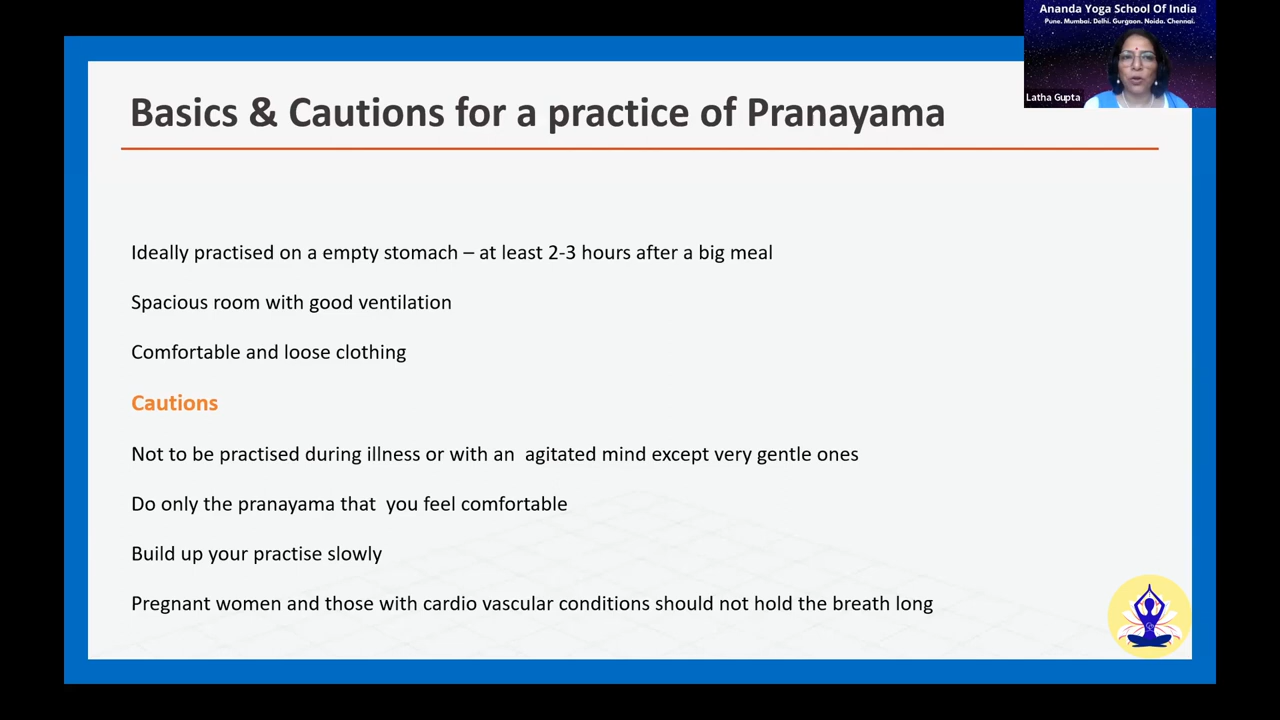 Ananda Yoga School Of India
Pune. Mumbai. Delhi. Gurgaon. Noida. Chennai.
Latha Gupta
Basics & Cautions for a practice of Pranayama
Ideally practised on a empty stomach – at least 2-3 hours after a big meal
Spacious room with good ventilation
Comfortable and loose clothing
Cautions
Not to be practised during illness or with an  agitated mind except very gentle ones
Do only the pranayama that  you feel comfortable
Build up your practise slowly
Pregnant women and those with cardio vascular conditions should not hold the breath long